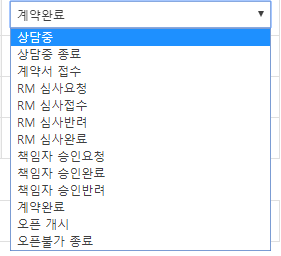 계약완료
상담중
상담중 종료
계약서 접수
RM 심사요청
RM 심사접수
RM 심사반려
RM 심사완료
책임자 승인요청
책임자 승인완료
책임자 승인반려
계약완료
오픈 개시
오픈불가 종료